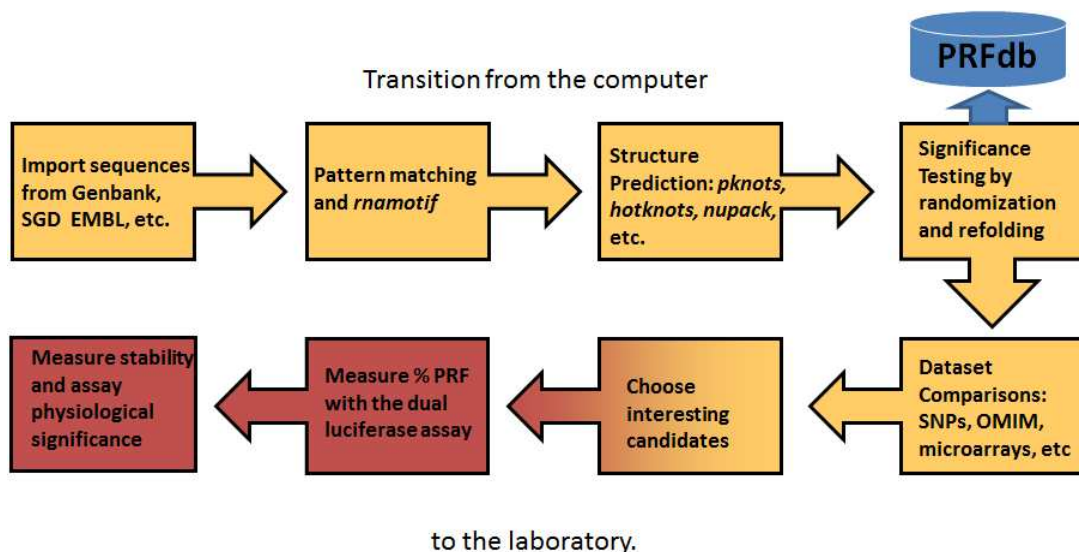 PRFdb
Transition from the computer
Import sequences
from Genbank,
SGD  EMBL, etc.
Pattern matching
and rnamotif
Structure
Prediction: pknots,
hotknots, nupack,
etc.
Significance
Testing by
randomization
and refolding
Measure stability
and assay
physiological
significance
Measure % PRF
with the dual
luciferase assay
Choose
interesting
candidates
Dataset
Comparisons:
SNPs, OMIM,
microarrays, etc
to the laboratory.